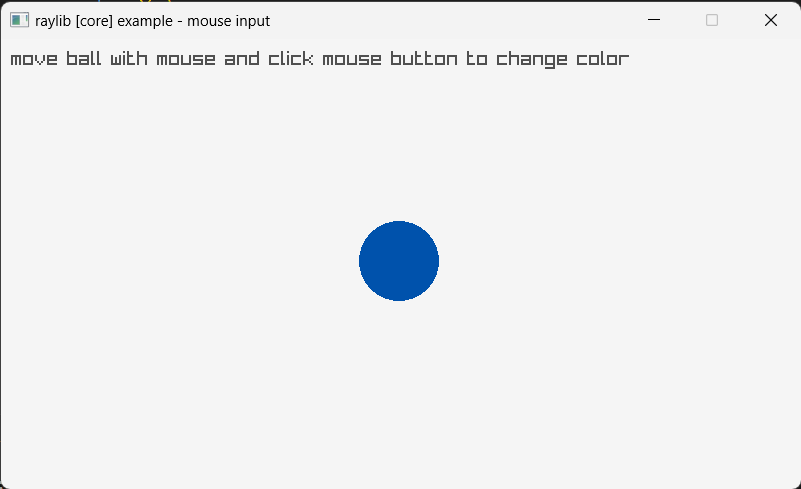 raylib [core] example - mouse input
move ball with mouse and click mouse button to change color